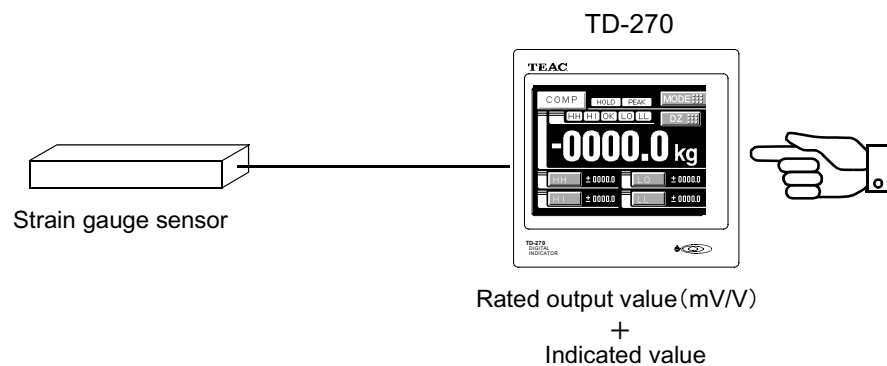 TD-270
TEAC
COMP HOLD PEAK MODE
HH HI OK LO LL DZ
-0000.0 kg
HH ± 0000.0 LO ± 0000.0
HI ± 0000.0 LL ± 0000.0
TD-270
DIGITAL
INDICATOR
Strain gauge sensor
Rated output value（mV/V）
+
Indicated value